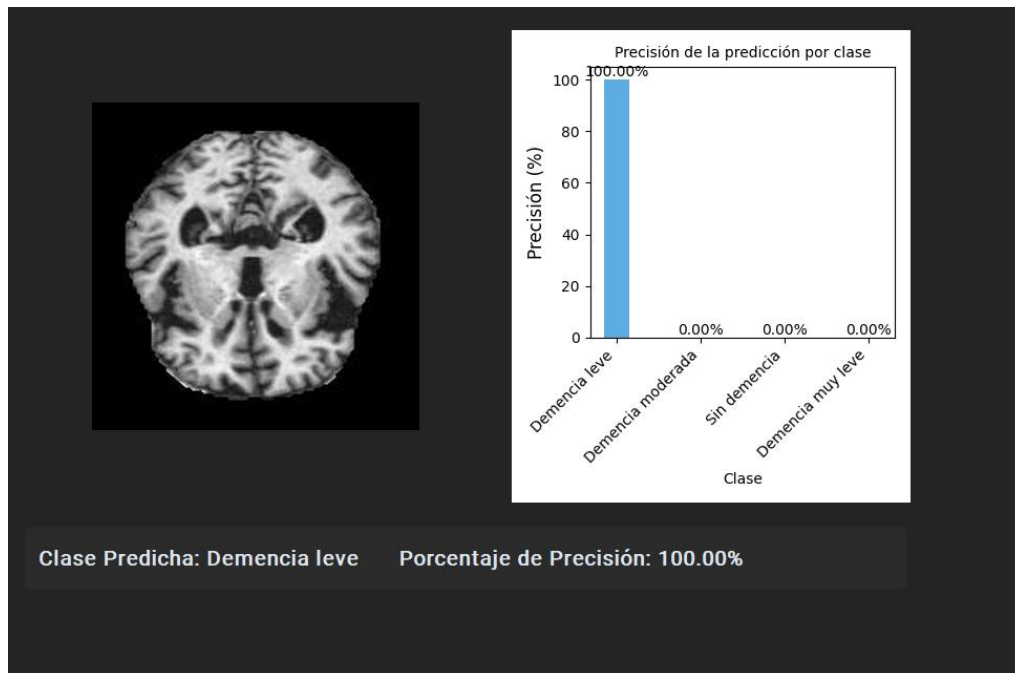 Precisión de la predicción por clase
100.00%
100
80
60
40
20
0
Precisión (%)
0.00%
0.00%
0.00%
Demencia leve
Demencia moderada
Sin demencia
Demencia muy leve
Clase
Clase Predicha: Demencia leve Porcentaje de Precisión: 100.00%